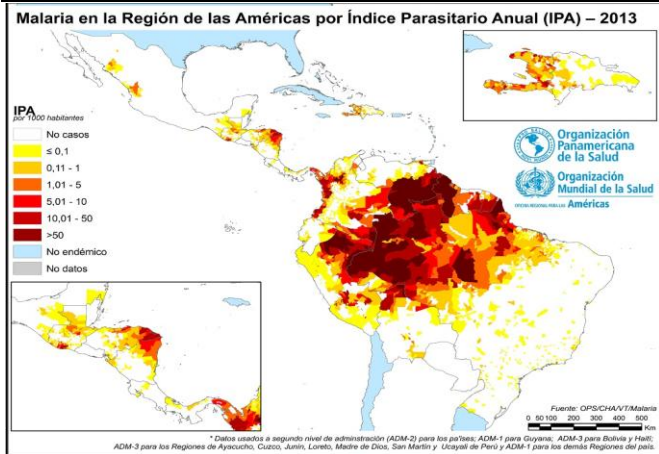 Malaria en la Región de las Américas por Índice Parasitario Anual (IPA) – 2013
IPA
por 1000 habitantes
No casos
≤ 0,1
0,11 - 1
1,01 - 5
5,01 - 10
10,01 - 50
>50
No endémico
No datos
Organización
Panamericana
de la Salud
Organización
Mundial de la Salud
OFICINA REGIONAL PARA LAS Américas
Fuente: OPS/CHA/VT/Malaria
0 50 100 200 300 400 500
Km
* Datos usados a segundo nivel de adminstración (ADM-2) para los países; ADM-1 para Guyana; ADM-3 para Bolivia y Haití;
ADM-3 para los Regiones de Ayacucho, Cuzco, Junín, Loreto, Madre de Dios, San Martín y Ucayali de Perú y ADM-1 para los demás Regiones del país.